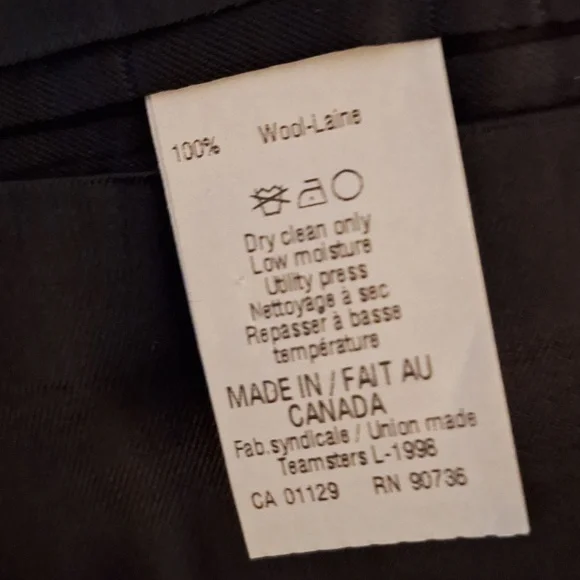 100% Wool-Laine
Dry clean only
Low moisture
Utility press
Nettoyage à sec
Repasser à basse
température
MADE IN / FAIT AU
CANADA
Fab.syndicale / Union made
Teamsters L-1998
CA 01129 RN 90736